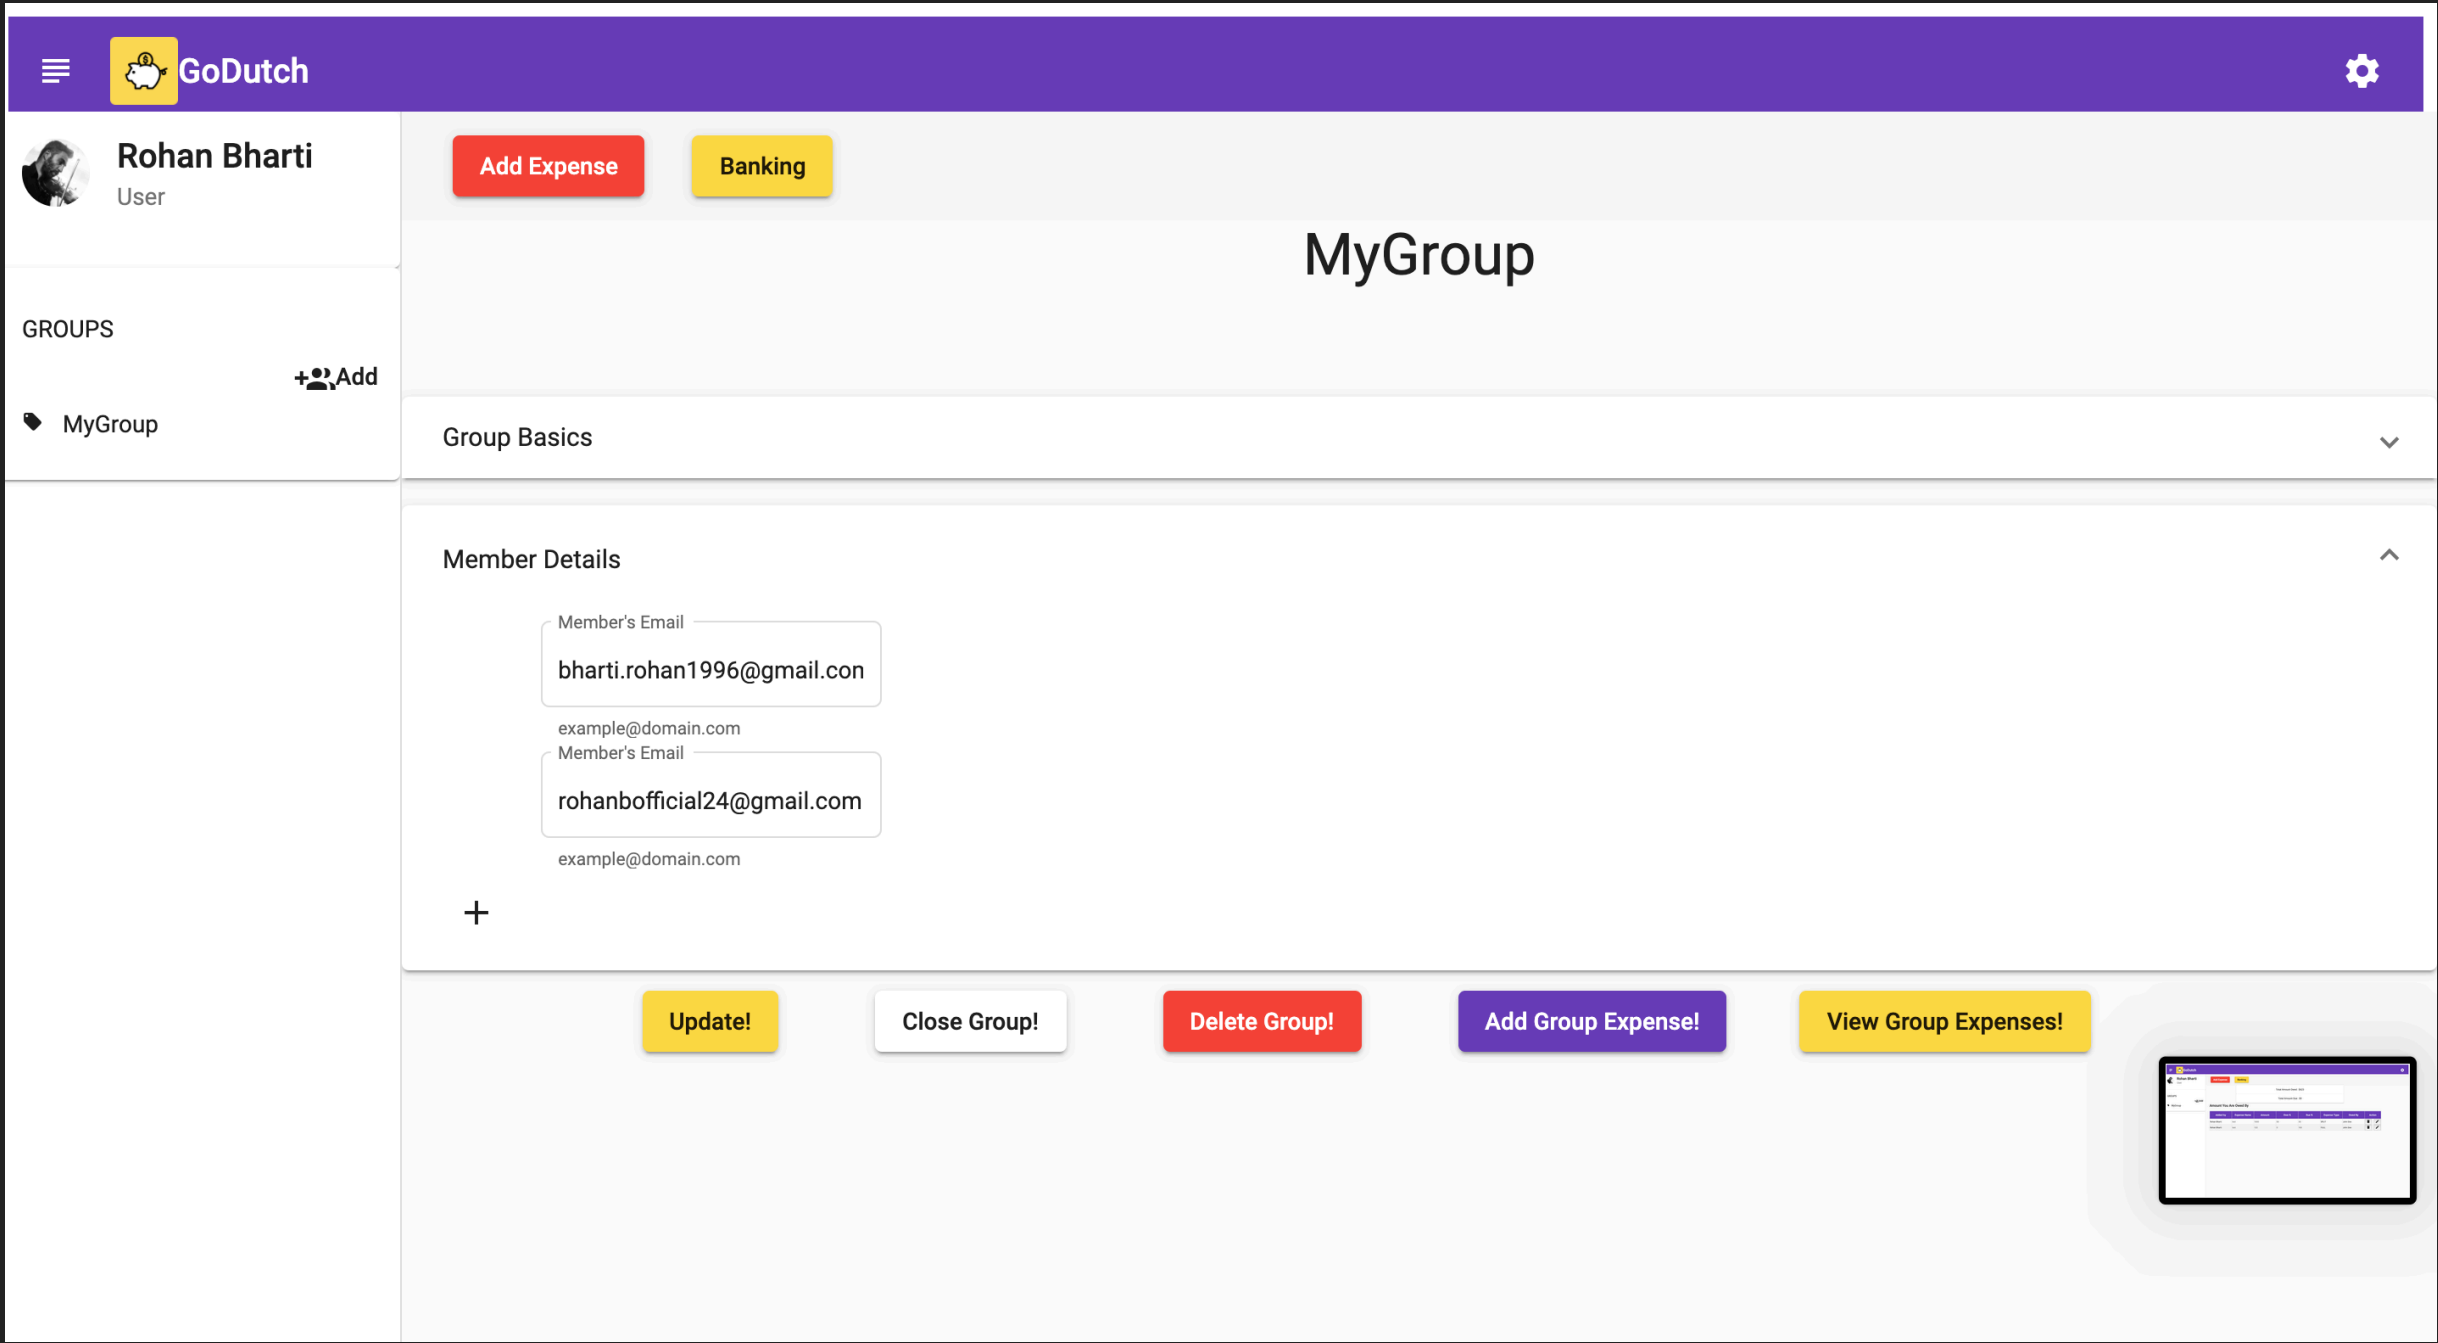 GoDutch
Rohan Bharti
User
GROUPS
Add
MyGroup
Add Expense
Banking
MyGroup
Group Basics
Member Details
Member's Email
bharti.rohan1996@gmail.con
example@domain.com
Member's Email
rohanbofficial24@gmail.com
example@domain.com
Update!
Close Group!
Delete Group!
Add Group Expense!
View Group Expenses!